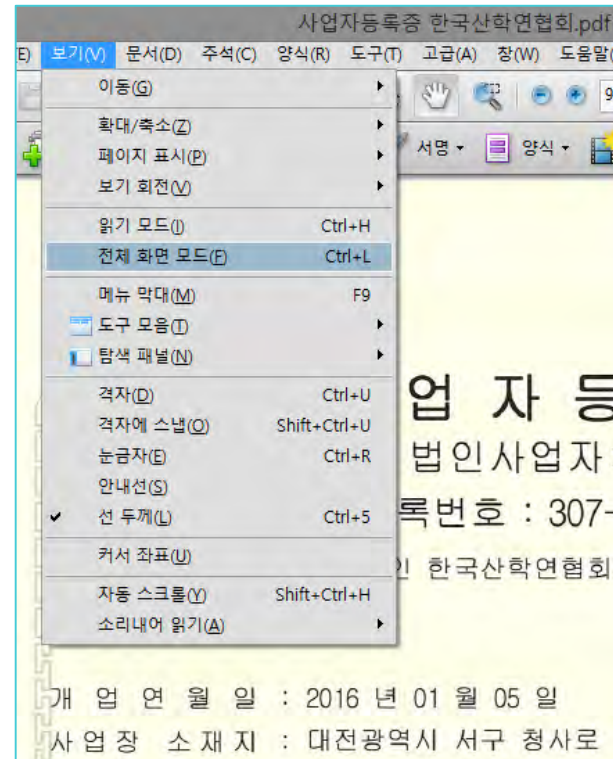 사업자등록증 한국산학연협회.pdf
E) 보기(V) 문서(D) 주석(C) 양식(R) 도구(T) 고급(A) 창(W) 도움말(
이동(G)
9
확대/축소(Z)
페이지 표시(P)
서명 양식
보기 회전(V)
읽기 모드(I) Ctrl+H
전체 화면 모드(F) Ctrl+L
메뉴 막대(M) F9
도구 모음(T)
탐색 패널(N)
격자(D) Ctrl+U
업 자 등
격자에 스냅(O) Shift+Ctrl+U
눈금자(E) Ctrl+R
법인사업자
안내선(S)
선 두께(L) Ctrl+5
록번호 : 307-
커서 좌표(U)
인 한국산학연협회
자동 스크롤(Y) Shift+Ctrl+H
소리내어 읽기(A)
개 업 연 월 일 : 2016 년 01 월 05 일
사업장 소재지 : 대전광역시 서구 청사로